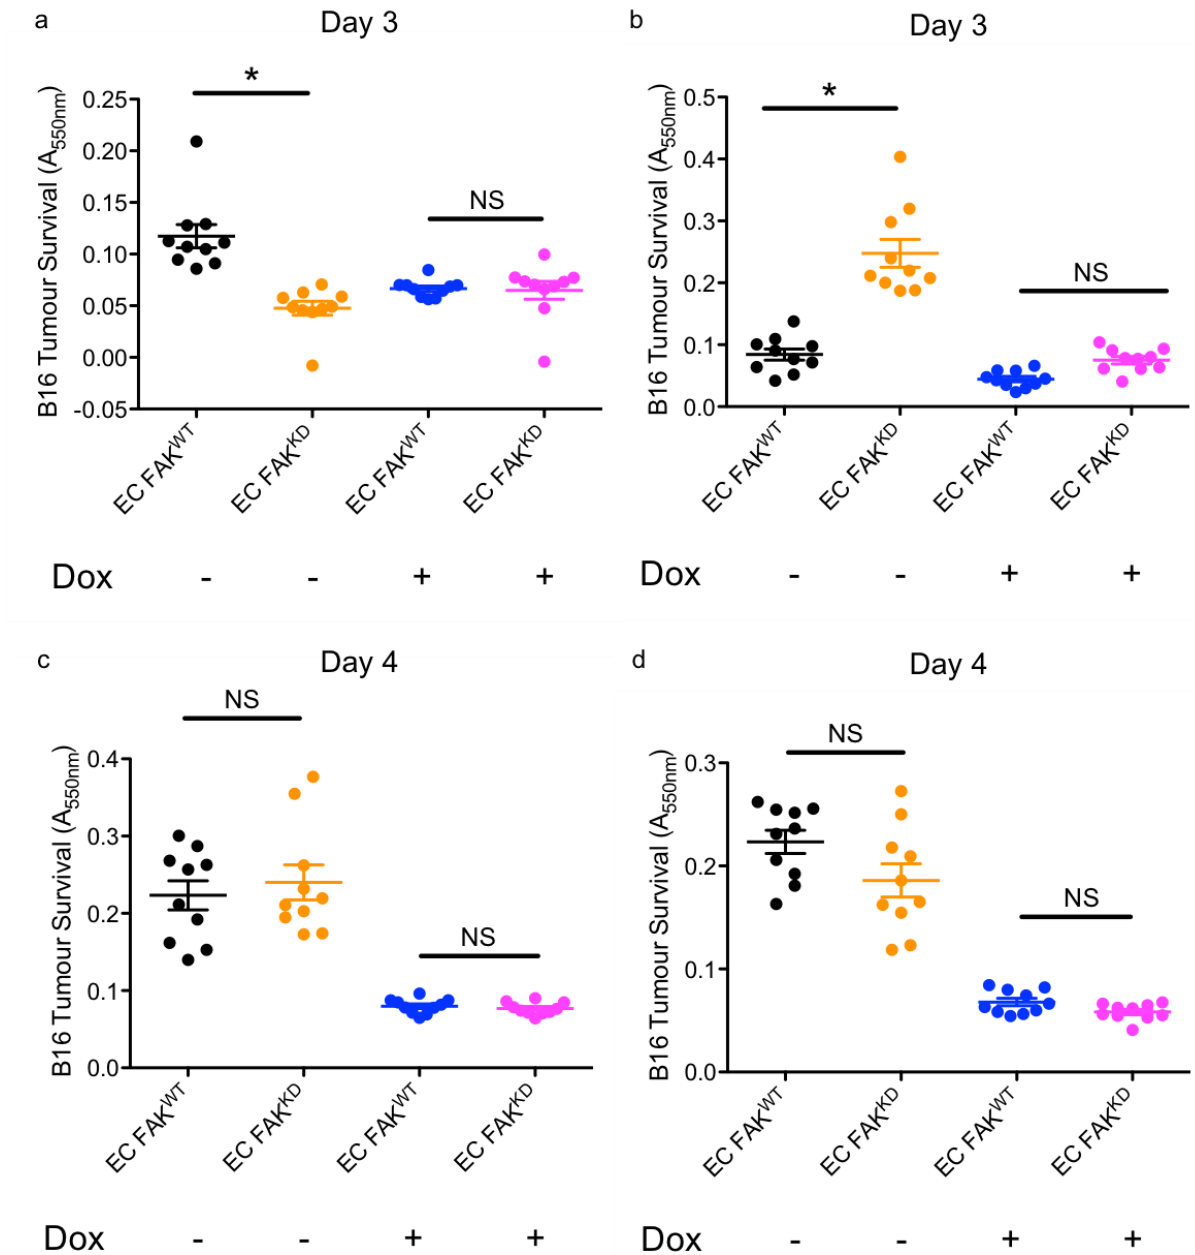 a
Day 3
*
NS
B16 Tumour Survival (A550nm)
0.25
0.20
0.15
0.10
0.05
0.00
-0.05
EC FAKWT
EC FAKKD
EC FAKWT
EC FAKKD
Dox - - + +
b
Day 3
*
NS
B16 Tumour Survival (A550nm)
0.5
0.4
0.3
0.2
0.1
0.0
EC FAKWT
EC FAKKD
EC FAKWT
EC FAKKD
Dox - - + +
c
Day 4
NS
NS
B16 Tumour Survival (A550nm)
0.4
0.3
0.2
0.1
0.0
EC FAKWT
EC FAKKD
EC FAKWT
EC FAKKD
Dox - - + +
d
Day 4
NS
NS
B16 Tumour Survival (A550nm)
0.3
0.2
0.1
0.0
EC FAKWT
EC FAKKD
EC FAKWT
EC FAKKD
Dox - - + +